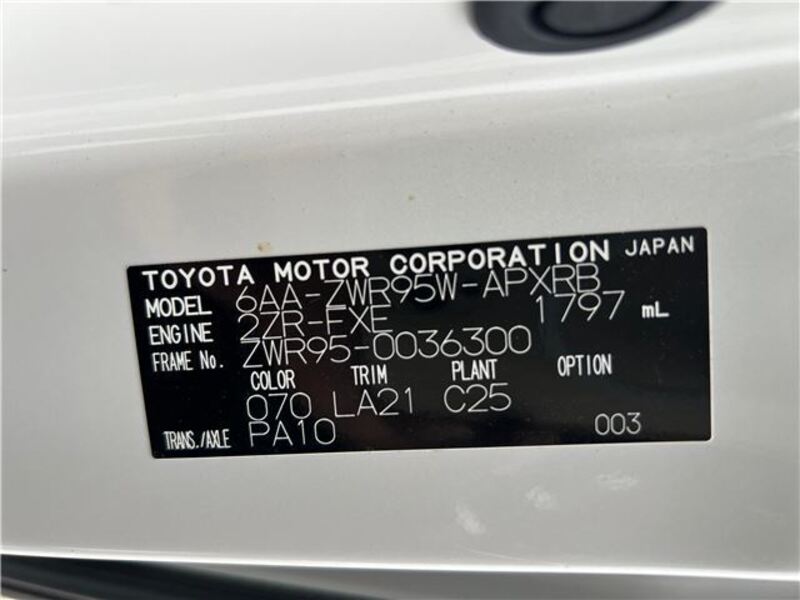 TOYOTA MOTOR CORPORATION JAPAN
MODEL 6AA-ZWR95W-APXRB
ENGINE 2ZR-FXE 1797 mL
FRAME No. ZWR95-0036300
COLOR TRIM PLANT OPTION
070 LA21 C25
TRANS./AXLE PA10 003